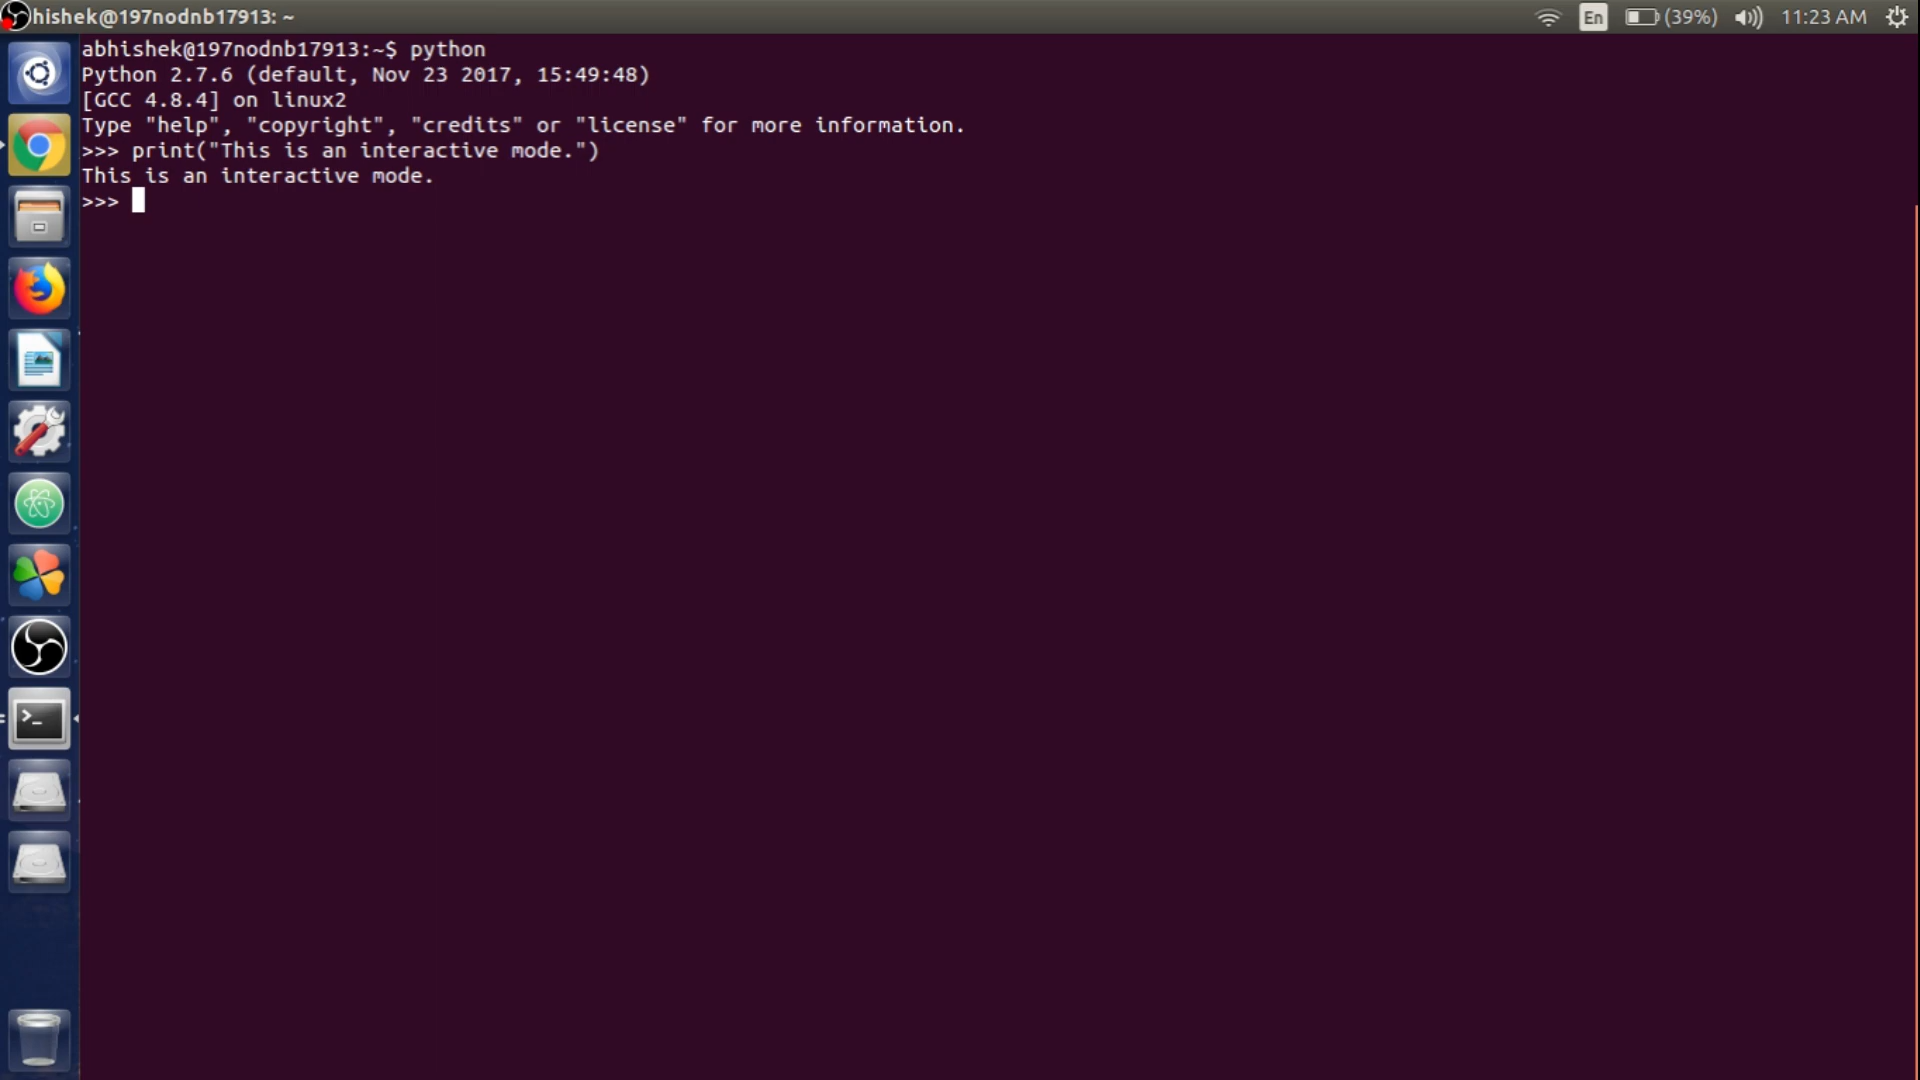 hishek@197nodnb17913: ~
En (39%) 11:23 AM
abhishek@197nodnb17913:~$ python
Python 2.7.6 (default, Nov 23 2017, 15:49:48)
[GCC 4.8.4] on linux2
Type "help", "copyright", "credits" or "license" for more information.
>>> print("This is an interactive mode.")
This is an interactive mode.
>>>